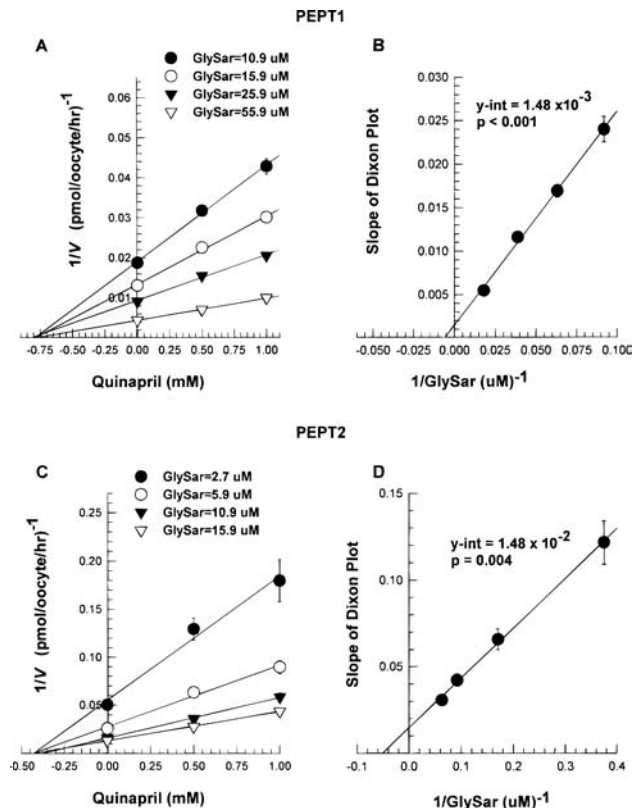 PEPT1
A
GlySar=10.9 uM
GlySar=15.9 uM
GlySar=25.9 uM
GlySar=55.9 uM
1/V (pmol/oocyte/hr)⁻¹
0.06
0.04
0.03
0.02
0.01
-0.75 -0.50 -0.25 0.00 0.25 0.50 0.75 1.00
Quinapril (mM)
B
y-int = 1.48 x10⁻³
p < 0.001
Slope of Dixon Plot
0.030
0.025
0.020
0.015
0.010
0.005
-0.050 -0.025 0.000 0.025 0.050 0.075 0.100
1/GlySar (uM)⁻¹
PEPT2
C
GlySar=2.7 uM
GlySar=5.9 uM
GlySar=10.9 uM
GlySar=15.9 uM
1/V (pmol/oocyte/hr)⁻¹
0.25
0.20
0.15
0.10
0.05
-0.50 -0.25 0.00 0.25 0.50 0.75 1.00
Quinapril (mM)
D
y-int = 1.48 x 10⁻²
p = 0.004
Slope of Dixon Plot
0.15
0.10
0.05
-0.1 0.0 0.1 0.2 0.3 0.4
1/GlySar (uM)⁻¹